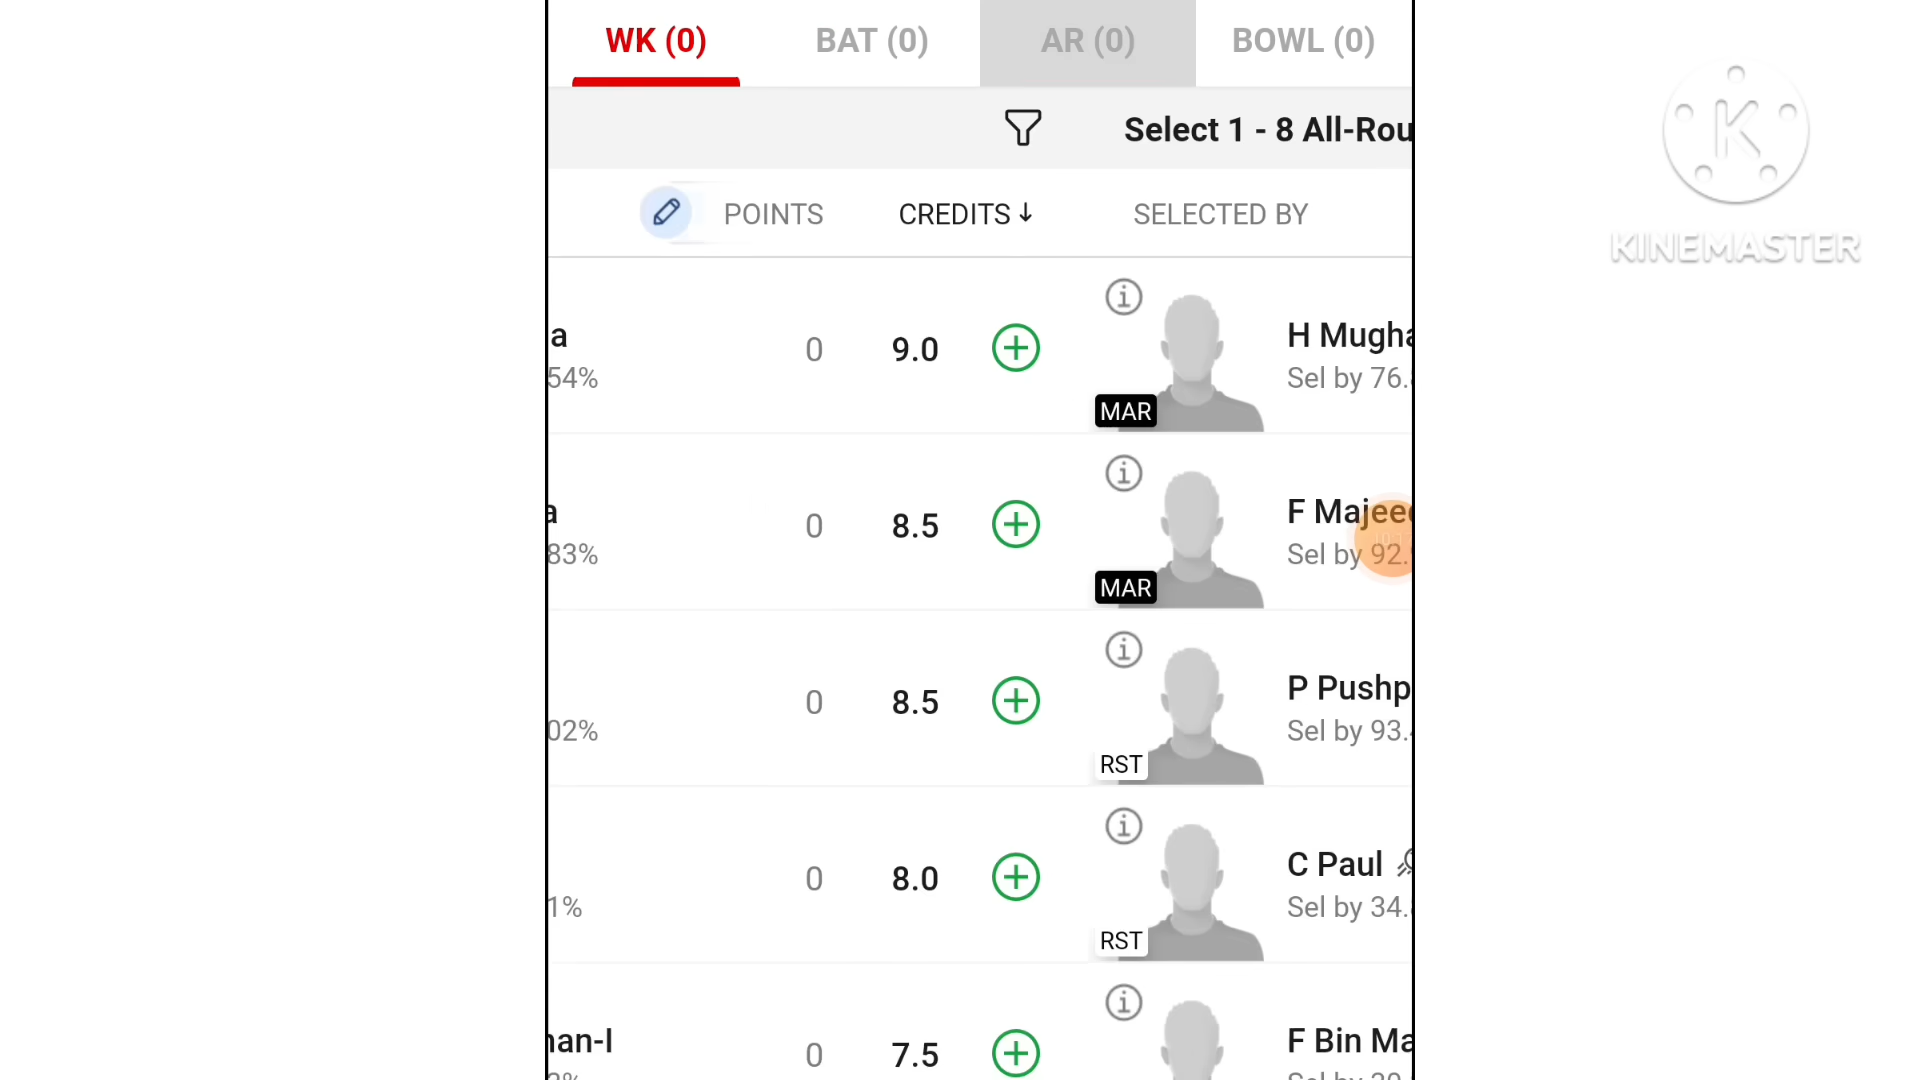 WK (0) BAT (0) AR (0) BOWL (0)
Select 1 - 8 All-Rou
POINTS CREDITS ↓ SELECTED BY
a 0 9.0 H Mugha
54% Sel by 76.
MAR
a 0 8.5 F Majeed
83% Sel by 92.
MAR
0 8.5 P Pushp
02% Sel by 93.
RST
0 8.0 C Paul
1% Sel by 34.
RST
nan-I 0 7.5 F Bin Ma
K
KINEMASTER